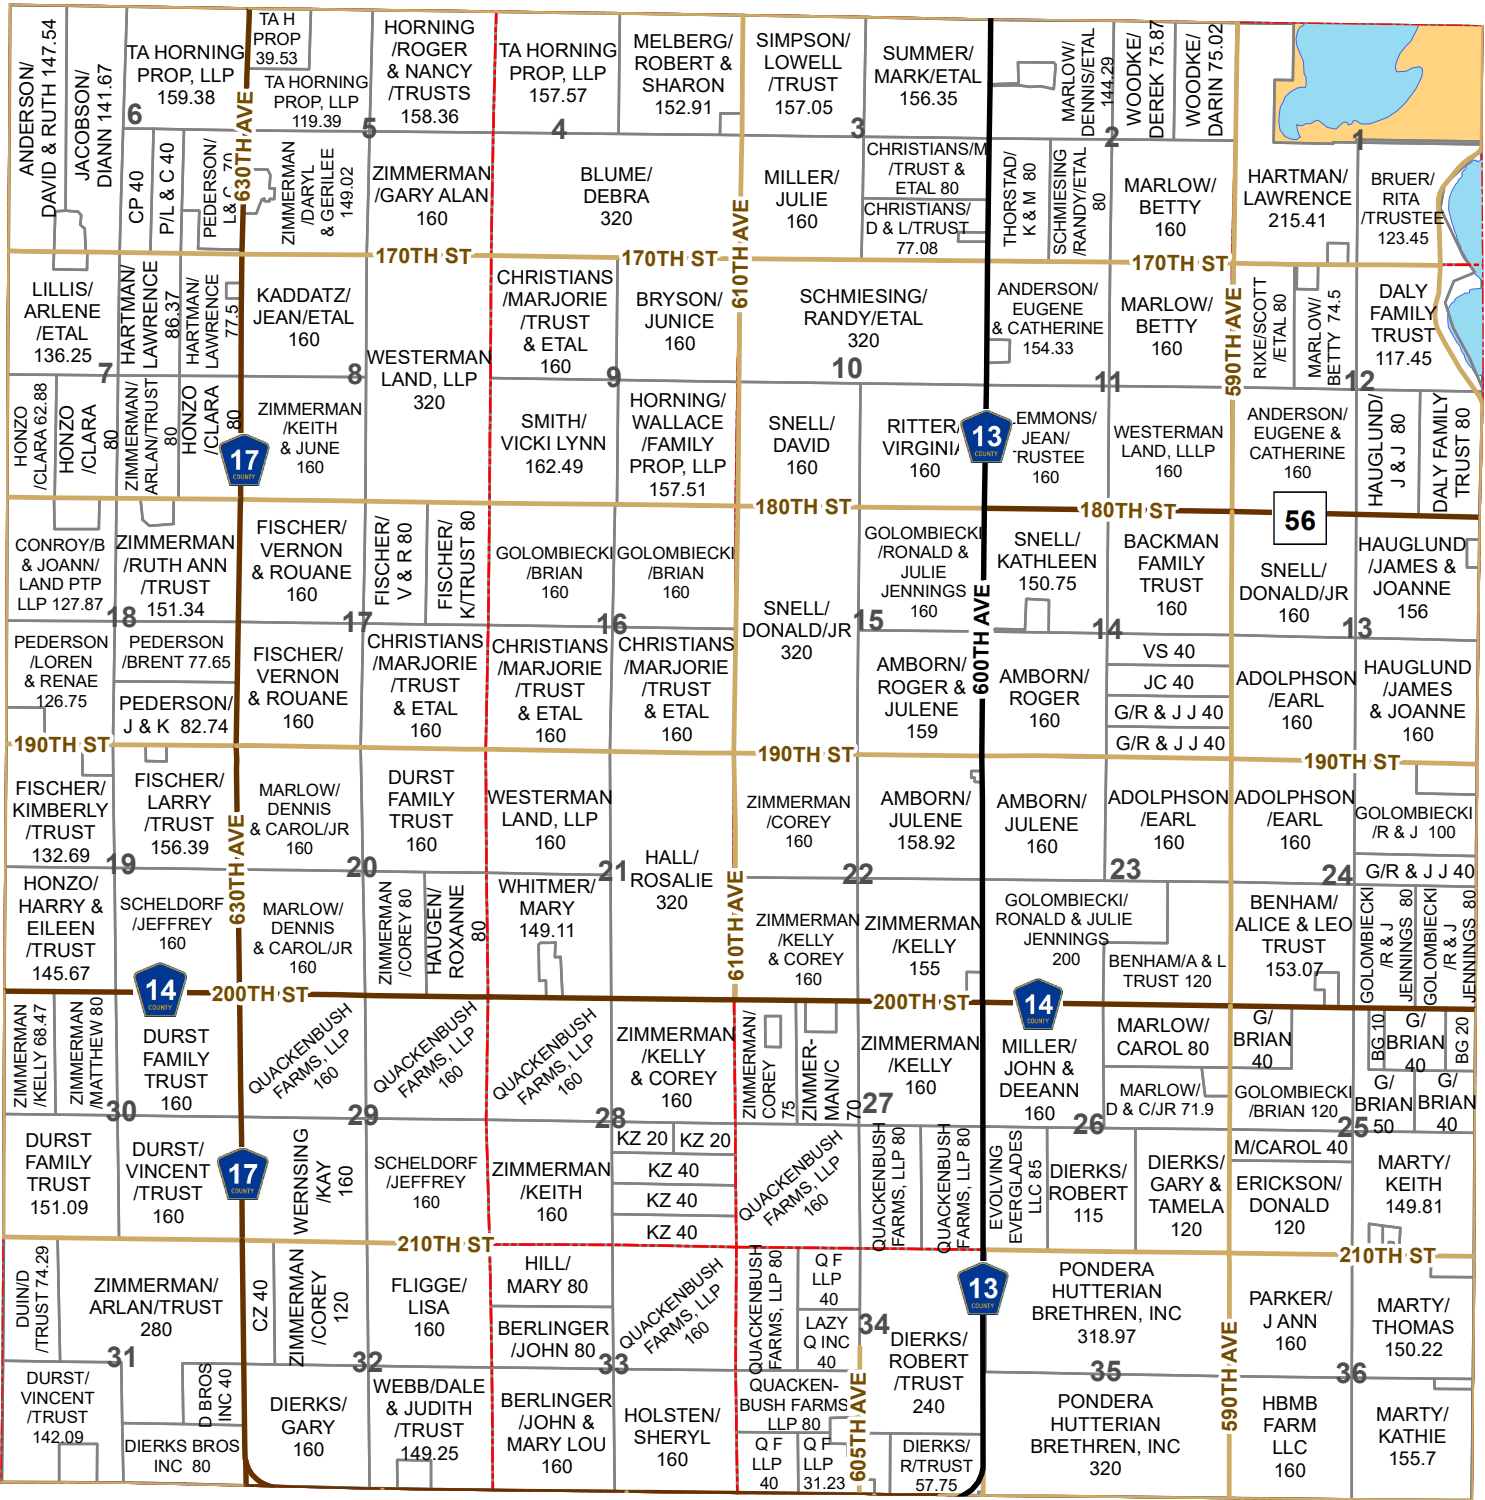 ANDERSON/
DAVID & RUTH 147.54
JACOBSON/
DIANN 141.67
TA HORNING
PROP, LLP
159.38
6
TA H
PROP
39.53
TA HORNING
PROP, LLP
119.39
5
HORNING
/ROGER
& NANCY
/TRUSTS
158.36
TA HORNING
PROP, LLP
157.57
4
MELBERG/
ROBERT &
SHARON
152.91
SIMPSON/
LOWELL
/TRUST
157.05
3
SUMMER/
MARK/ETAL
156.35
MARLOW/
DENNIS/ETAL
144.29
2
WOODKE/
DEREK 75.87
WOODKE/
DARIN 75.02
1
CP 40
P/L & C 40
PEDERSON/
L& C 70
630TH AVE
ZIMMERMAN
/DARYL
& GERILEE
149.02
ZIMMERMAN
/GARY ALAN
160
BLUME/
DEBRA
320
610TH AVE
MILLER/
JULIE
160
CHRISTIANS/M
/TRUST &
ETAL 80
CHRISTIANS/
D & L/TRUST
77.08
THORSTAD/
K & M 80
SCHMIESING
/RANDY/ETAL
80
MARLOW/
BETTY
160
HARTMAN/
LAWRENCE
215.41
BRUER/
RITA
/TRUSTEE
123.45
170TH ST
170TH ST
170TH ST
LILLIS/
ARLENE
/ETAL
136.25
7
HARTMAN/
LAWRENCE
86.37
HARTMAN/
LAWRENCE
77.5
KADDATZ/
JEAN/ETAL
160
8
WESTERMAN
LAND, LLP
320
CHRISTIANS
/MARJORIE
/TRUST
& ETAL
160
9
BRYSON/
JUNICE
160
SCHMIESING/
RANDY/ETAL
320
10
ANDERSON/
EUGENE
& CATHERINE
154.33
11
MARLOW/
BETTY
160
590TH AVE
RIXE/SCOTT
/ETAL 80
MARLOW/
BETTY 74.5
12
DALY
FAMILY
TRUST
117.45
HONZO
/CLARA 62.88
HONZO
/CLARA
80
ZIMMERMAN/
ARLAN/TRUST
80
HONZO
/CLARA
80
17
COUNTY
ZIMMERMAN
/KEITH
& JUNE
160
SMITH/
VICKI LYNN
162.49
HORNING/
WALLACE
/FAMILY
PROP, LLP
157.51
SNELL/
DAVID
160
RITTER/
VIRGINIA
160
13
COUNTY
EMMONS/
JEAN/
TRUSTEE
160
WESTERMAN
LAND, LLLP
160
ANDERSON/
EUGENE &
CATHERINE
160
HAUGLUND/
J & J 80
DALY FAMILY
TRUST 80
180TH ST
180TH ST
56
CONROY/B
& JOANN/
LAND PTP
LLP 127.87
18
ZIMMERMAN
/RUTH ANN
/TRUST
151.34
FISCHER/
VERNON
& ROUANE
160
17
FISCHER/
V & R 80
FISCHER/
K/TRUST 80
GOLOMBIECKI
/BRIAN
160
16
GOLOMBIECKI
/BRIAN
160
SNELL/
DONALD/JR
320
15
GOLOMBIECKI
/RONALD &
JULIE
JENNINGS
160
600TH AVE
SNELL/
KATHLEEN
150.75
14
BACKMAN
FAMILY
TRUST
160
SNELL/
DONALD/JR
160
13
HAUGLUND
/JAMES &
JOANNE
156
PEDERSON
/LOREN
& RENAE
126.75
PEDERSON
/BRENT 77.65
PEDERSON/
J & K 82.74
FISCHER/
VERNON
& ROUANE
160
CHRISTIANS
/MARJORIE
/TRUST
& ETAL
160
CHRISTIANS
/MARJORIE
/TRUST
& ETAL
160
CHRISTIANS
/MARJORIE
/TRUST
& ETAL
160
AMBORN/
ROGER &
JULENE
159
AMBORN/
ROGER
160
VS 40
JC 40
G/R & J J 40
G/R & J J 40
ADOLPHSON
/EARL
160
HAUGLUND
/JAMES
& JOANNE
160
190TH ST
190TH ST
190TH ST
FISCHER/
KIMBERLY
/TRUST
132.69
19
FISCHER/
LARRY
/TRUST
156.39
630TH AVE
MARLOW/
DENNIS
& CAROL/JR
160
20
DURST
FAMILY
TRUST
160
WESTERMAN
LAND, LLP
160
21
HALL/
ROSALIE
320
ZIMMERMAN
/COREY
160
22
AMBORN/
JULENE
158.92
AMBORN/
JULENE
160
23
ADOLPHSON
/EARL
160
ADOLPHSON
/EARL
160
24
GOLOMBIECKI
/R & J 100
G/R & J J 40
HONZO/
HARRY &
EILEEN
/TRUST
145.67
SCHELDORF
/JEFFREY
160
MARLOW/
DENNIS
& CAROL/JR
160
ZIMMERMAN
/COREY 80
HAUGEN/
ROXANNE
80
WHITMER/
MARY
149.11
610TH AVE
ZIMMERMAN
/KELLY
& COREY
160
ZIMMERMAN
/KELLY
155
GOLOMBIECKI/
RONALD & JULIE
JENNINGS
200
BENHAM/A & L
TRUST 120
BENHAM/
ALICE & LEO
TRUST
153.07
GOLOMBIECKI
/R & J
JENNINGS 80
GOLOMBIECKI
/R & J
JENNINGS 80
14
COUNTY
200TH ST
200TH ST
14
COUNTY
ZIMMERMAN
/KELLY 68.47
ZIMMERMAN
/MATTHEW 80
30
DURST
FAMILY
TRUST
160
QUACKENBUSH
FARMS, LLP
160
29
QUACKENBUSH
FARMS, LLP
160
QUACKENBUSH
FARMS, LLP
160
28
ZIMMERMAN
/KELLY
& COREY
160
ZIMMERMAN/
COREY
75
ZIMMER-
MAN/C
70
27
ZIMMERMAN
/KELLY
160
MILLER/
JOHN &
DEEANN
160
26
MARLOW/
CAROL 80
MARLOW/
D & C/JR 71.9
G/
BRIAN
40
GOLOMBIECKI
/BRIAN 120
25
BG 10
G/
BRIAN
40
BG 20
G/
BRIAN
50
G/
BRIAN
40
DURST
FAMILY
TRUST
151.09
DURST/
VINCENT
/TRUST
160
17
COUNTY
WERNSING
/KAY
160
SCHELDORF
/JEFFREY
160
ZIMMERMAN
/KEITH
160
KZ 20
KZ 20
KZ 40
KZ 40
KZ 40
QUACKENBUSH
FARMS, LLP
160
QUACKENBUSH
FARMS, LLP 80
QUACKENBUSH
FARMS, LLP 80
EVOLVING
EVERGLADES
LLC 85
DIERKS/
ROBERT
115
DIERKS/
GARY &
TAMELA
120
M/CAROL 40
ERICKSON/
DONALD
120
MARTY/
KEITH
149.81
210TH ST
210TH ST
DUIN/D
/TRUST 74.29
ZIMMERMAN/
ARLAN/TRUST
280
31
CZ 40
ZIMMERMAN
/COREY
120
32
FLIGGE/
LISA
160
HILL/
MARY 80
BERLINGER
/JOHN 80
33
QUACKENBUSH
FARMS, LLP
160
QUACKENBUSH
FARMS, LLP 80
Q F
LLP
40
LAZY
Q INC
40
34
DIERKS/
ROBERT
/TRUST
240
13
COUNTY
PONDERA
HUTTERIAN
BRETHREN, INC
318.97
35
PARKER/
J ANN
160
590TH AVE
36
MARTY/
THOMAS
150.22
DURST/
VINCENT
/TRUST
142.09
D BROS
INC 40
DIERKS BROS
INC 80
DIERKS/
GARY
160
WEBB/DALE
& JUDITH
/TRUST
149.25
BERLINGER
/JOHN &
MARY LOU
160
HOLSTEN/
SHERYL
160
QUACKEN-
BUSH FARMS
LLP 80
Q F
LLP
40
Q F
LLP
31.23
605TH AVE
DIERKS/
R/TRUST
57.75
PONDERA
HUTTERIAN
BRETHREN, INC
320
HBMB
FARM
LLC
160
MARTY/
KATHIE
155.7